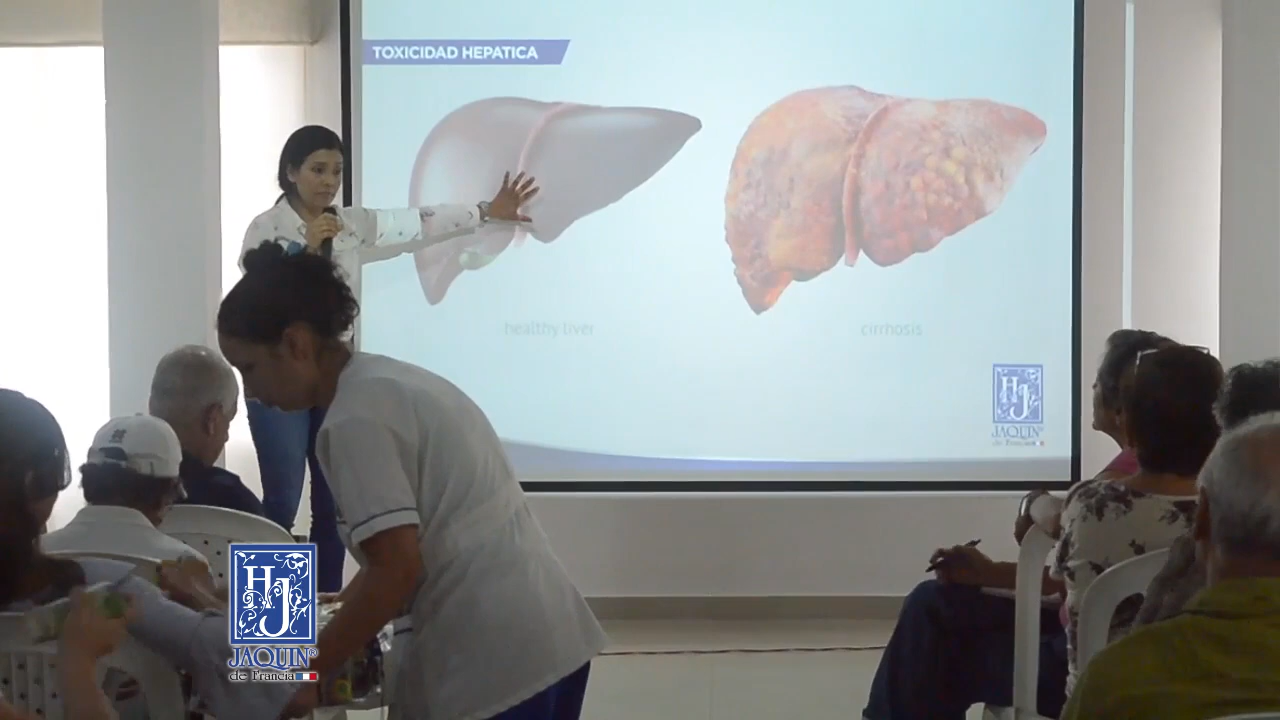 TOXICIDAD HEPATICA
healthy liver
cirrhosis
HJ
JAQUIN®
de Francia
HJ
JAQUIN®
de Francia